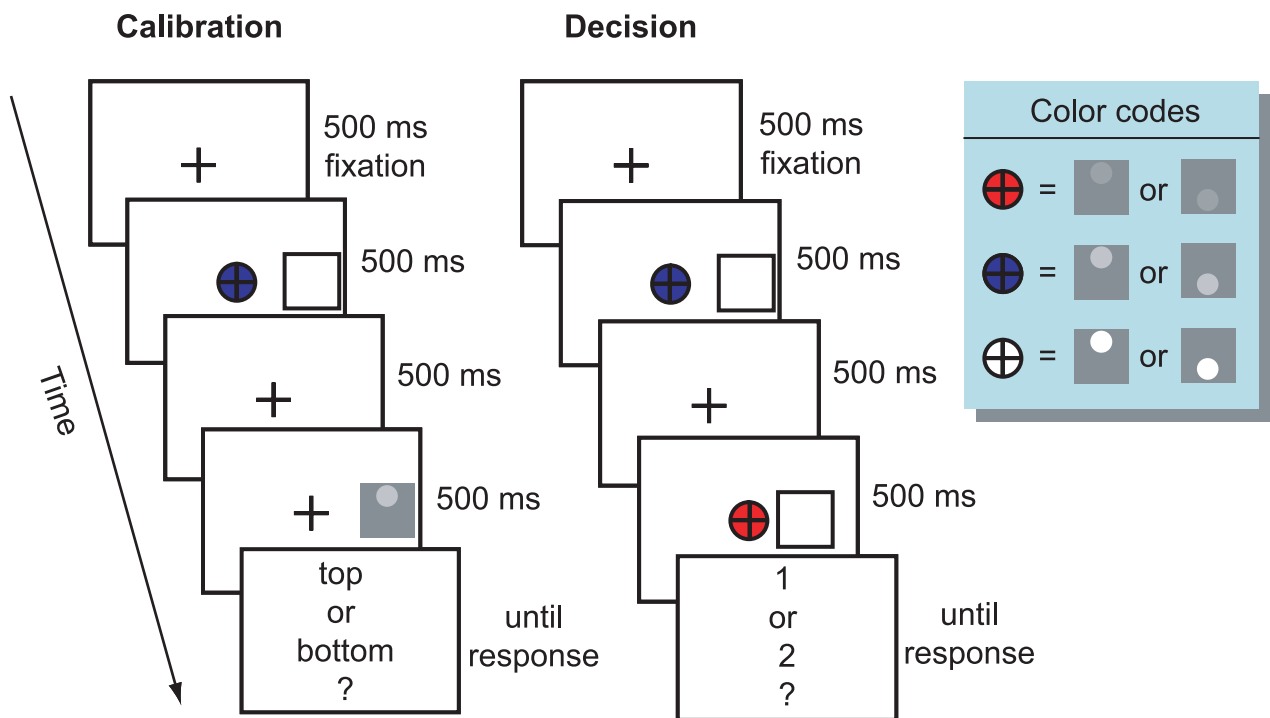 Calibration
500 ms
fixation
500 ms
500 ms
500 ms
top
or
bottom
?
until
response
Time
Decision
500 ms
fixation
500 ms
500 ms
500 ms
1
or
2
?
until
response
Color codes
= or
= or
= or